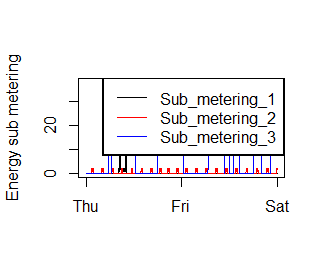 Energy sub metering
20
0
Sub_metering_1
Sub_metering_2
Sub_metering_3
Thu Fri Sat